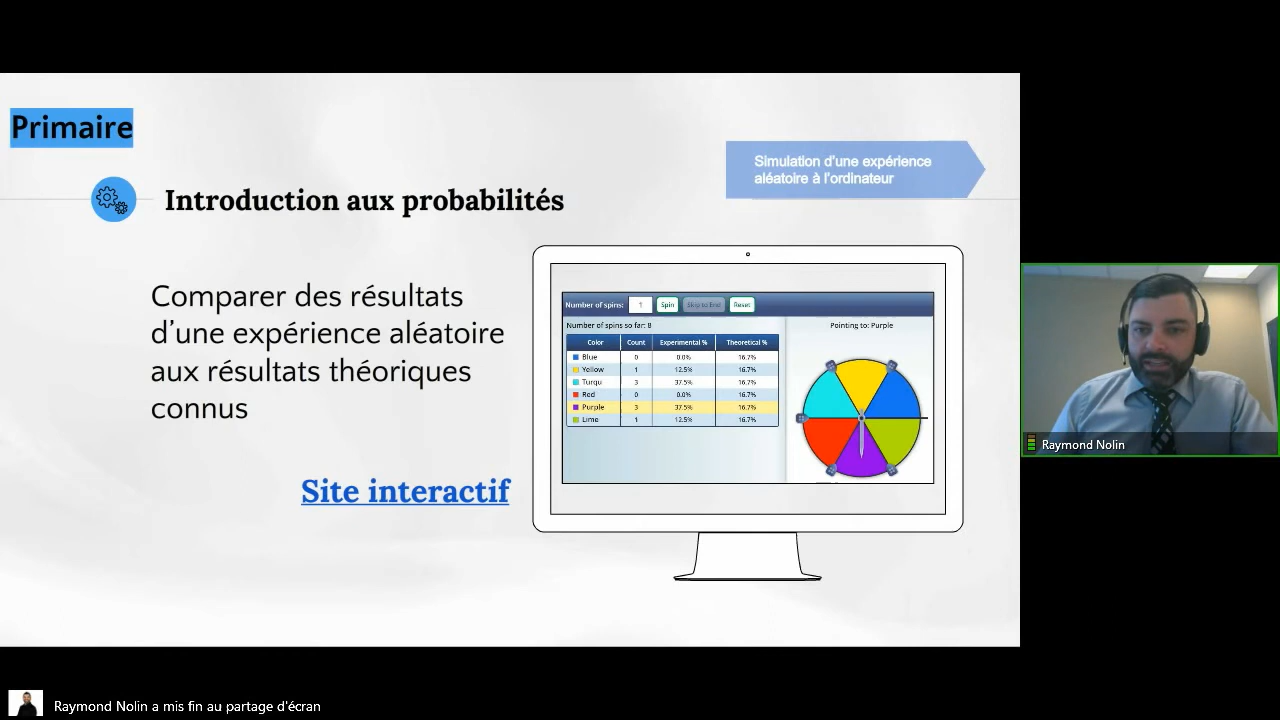 Primaire
Simulation d'une expérience
aléatoire à l'ordinateur
Introduction aux probabilités
Comparer des résultats
d'une expérience aléatoire
aux résultats théoriques
connus
Site interactif
Number of spins: 1 Spin Skip to End Reset
Number of spins so far: 8
Color Count Experimental % Theoretical %
Blue 0 0.0% 16.7%
Yellow 1 12.5% 16.7%
Turqu 3 37.5% 16.7%
Red 0 0.0% 16.7%
Purple 3 37.5% 16.7%
Lime 1 12.5% 16.7%
Pointing to: Purple
Raymond Nolin
Raymond Nolin a mis fin au partage d'écran